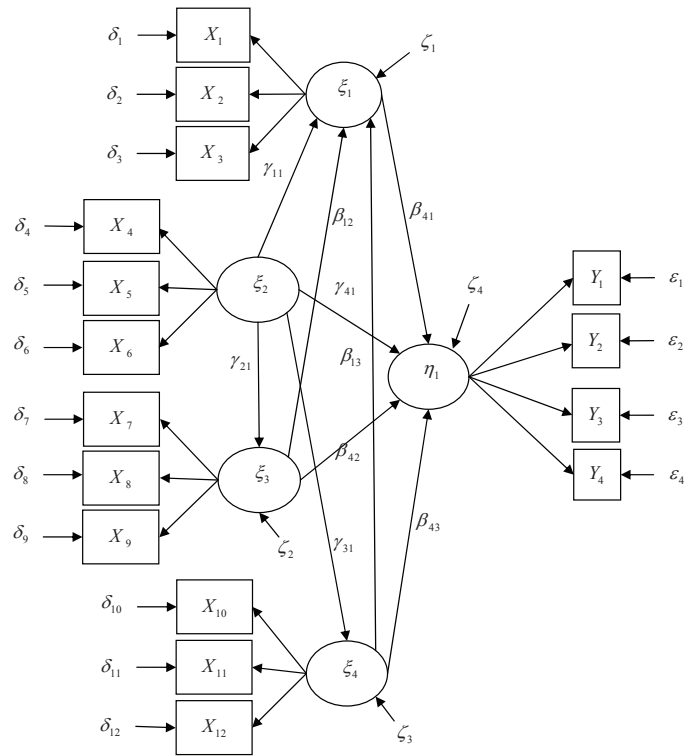 δ₁ X₁
δ₂ X₂
δ₃ X₃
ξ₁
ζ₁
γ₁₁
β₁₂
β₄₁
δ₄ X₄
δ₅ X₅
δ₆ X₆
ξ₂
γ₄₁
ζ₄
γ₂₁
β₁₃
η₁
Y₁ ε₁
Y₂ ε₂
Y₃ ε₃
Y₄ ε₄
δ₇ X₇
δ₈ X₈
δ₉ X₉
ξ₃
β₄₂
ζ₂
γ₃₁
β₄₃
δ₁₀ X₁₀
δ₁₁ X₁₁
δ₁₂ X₁₂
ξ₄
ζ₃